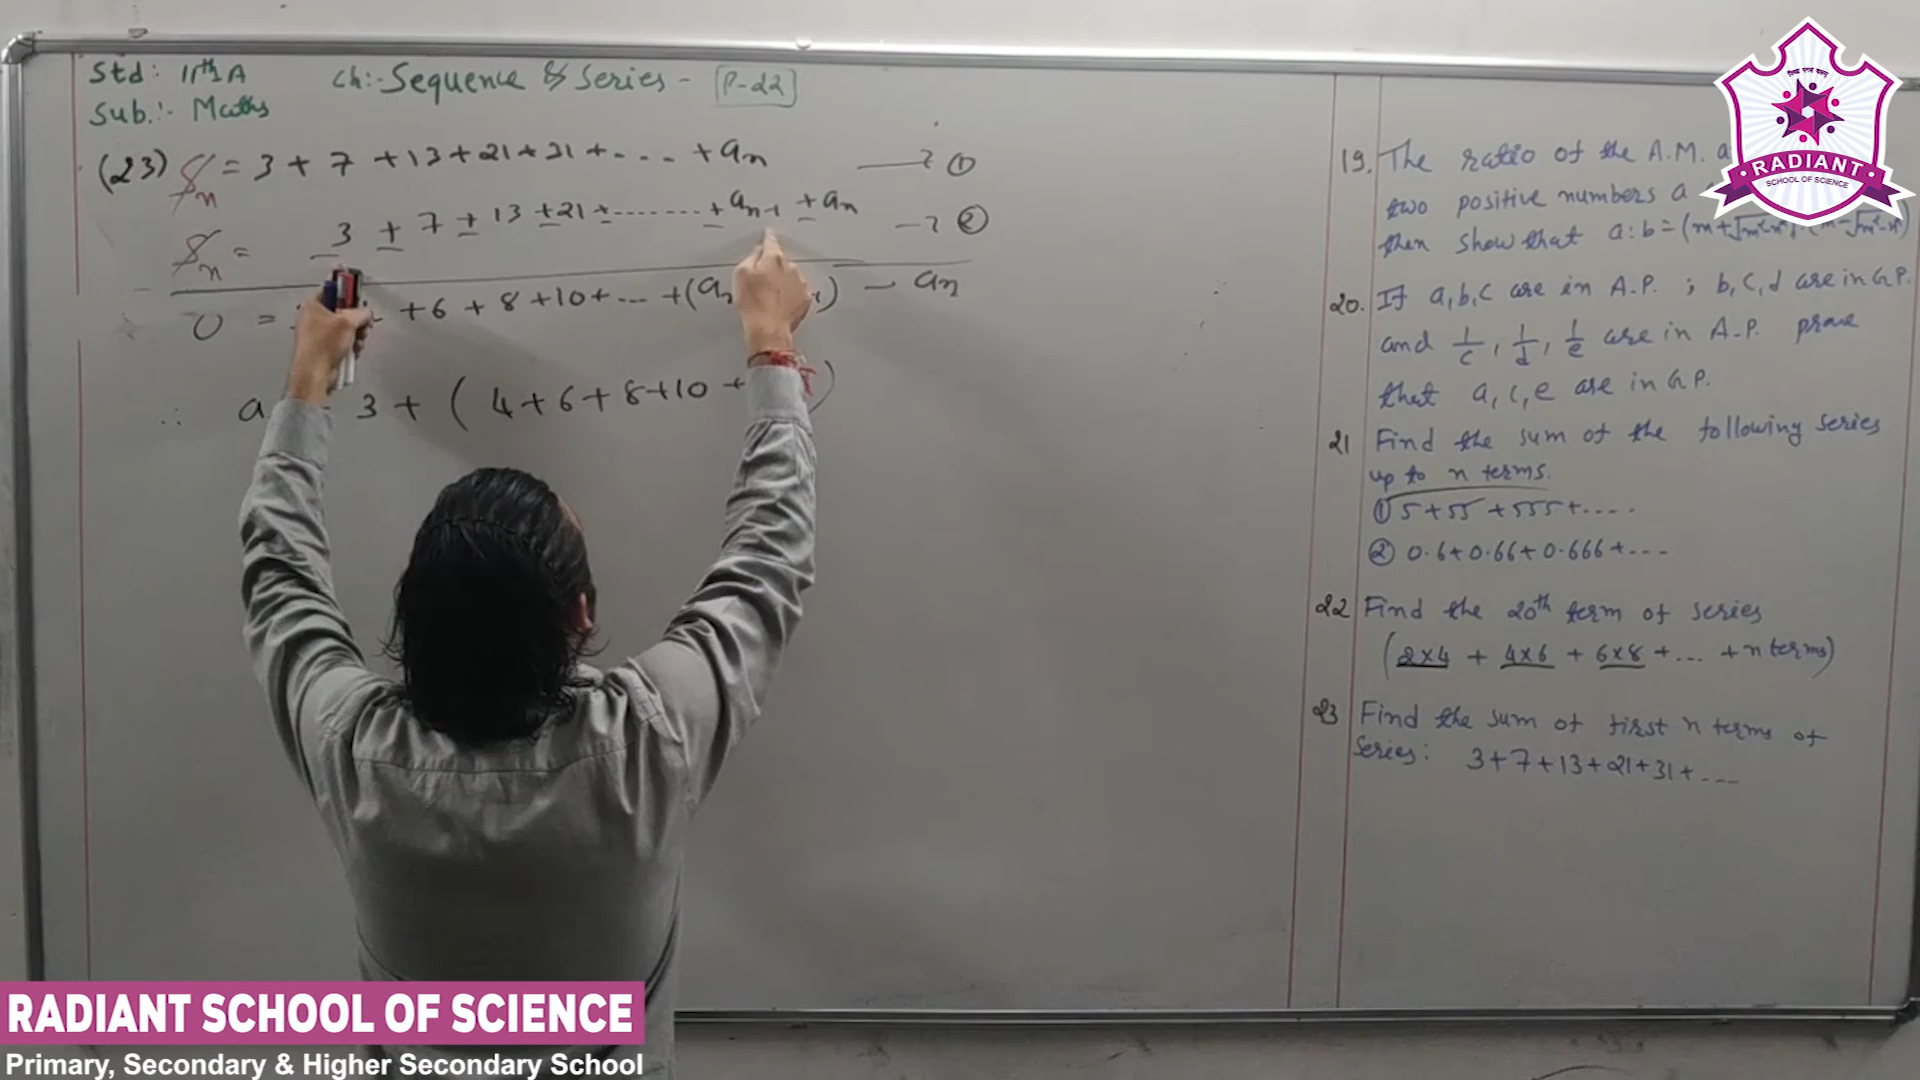 Std: 11th A
Sub:- Maths
Ch:- Sequence & Series - P-22
(23) Sn = 3 + 7 + 13 + 21 + 31 + .... + an → ①
Sn = 3 + 7 + 13 + 21 + ........ + an-1 + an → ②
0 = + 6 + 8 + 10 + ... + (a ) - an
∴ a 3 + ( 4 + 6 + 8 + 10 + )
19. The ratio of the A.M. a
two positive numbers a
then show that a:b = (m+√m²-n²)
20. If a,b,c are in A.P. ; b,c,d are in G.P.
and 1/c, 1/d, 1/e are in A.P. prove
that a, c, e are in G.P.
21 Find the sum of the following series
up to n terms.
① 5 + 55 + 555 + ....
② 0.6 + 0.66 + 0.666 + ---
22 Find the 20th term of series
(2×4 + 4×6 + 6×8 + ... + n terms)
23 Find the sum of first n terms of
series: 3 + 7 + 13 + 21 + 31 + ---
RADIANT
SCHOOL OF SCIENCE
RADIANT SCHOOL OF SCIENCE
Primary, Secondary & Higher Secondary School